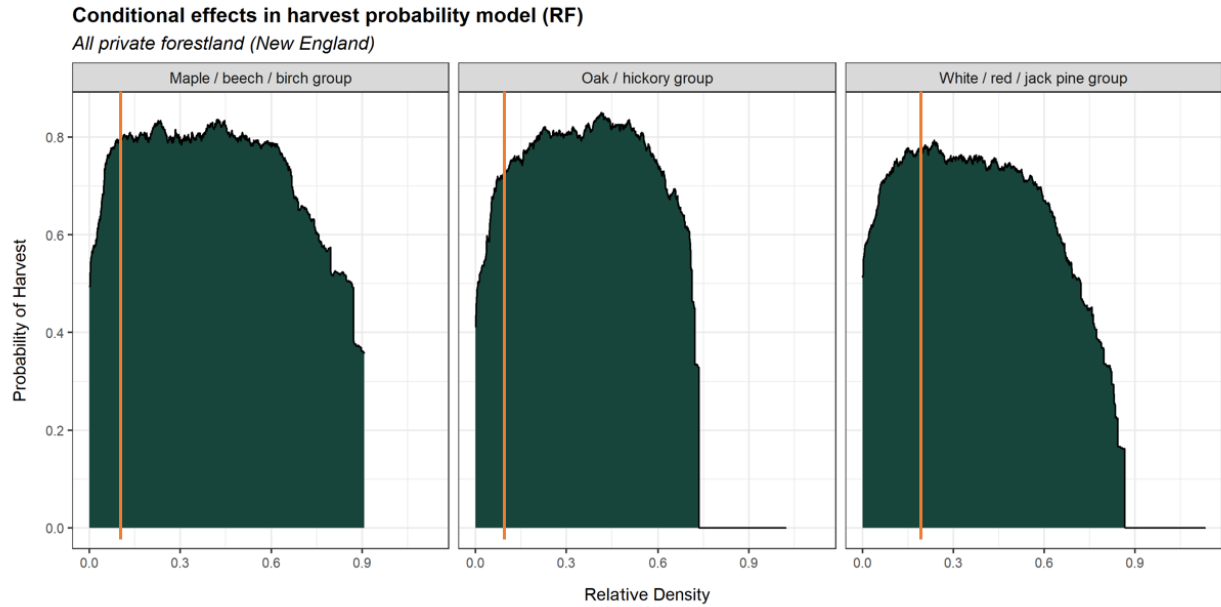 Conditional effects in harvest probability model (RF)
All private forestland (New England)
Maple / beech / birch group
Oak / hickory group
White / red / jack pine group
Probability of Harvest
0.8
0.6
0.4
0.2
0.0
0.0 0.3 0.6 0.9
0.0 0.3 0.6 0.9
0.0 0.3 0.6 0.9
Relative Density